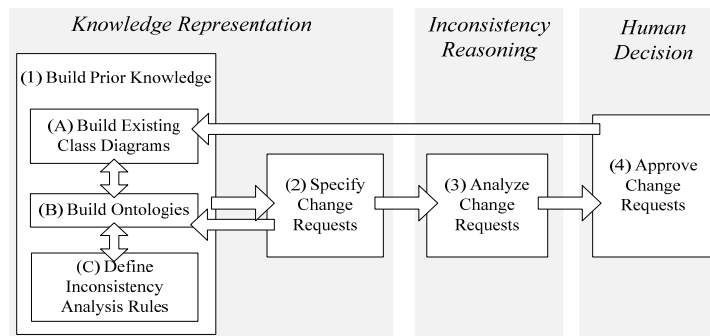 Knowledge Representation
Inconsistency
Reasoning
Human
Decision
(1) Build Prior Knowledge
(A) Build Existing
Class Diagrams
(B) Build Ontologies
(C) Define
Inconsistency
Analysis Rules
(2) Specify
Change
Requests
(3) Analyze
Change
Requests
(4) Approve
Change
Requests